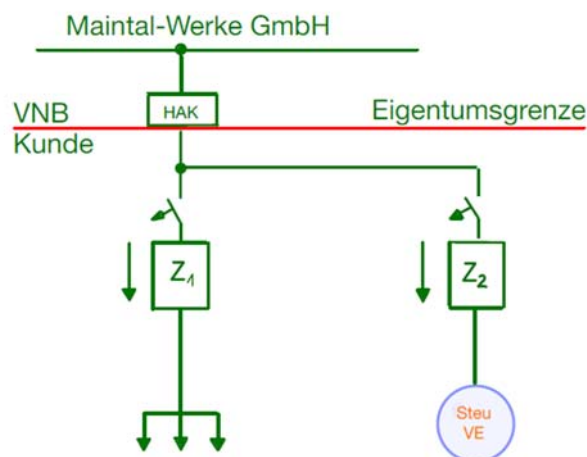 Maintal-Werke GmbH
HAK
VNB
Eigentumsgrenze
Kunde
Z1
Z2
Steu
VE